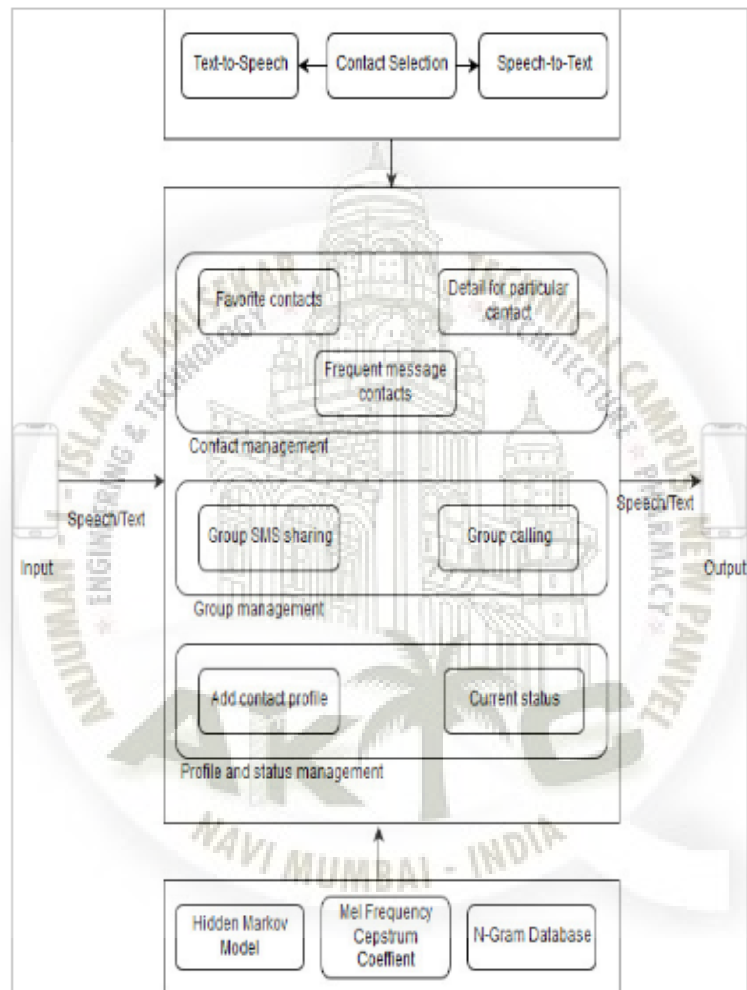 Text-to-Speech
Contact Selection
Speech-to-Text
Favorite contacts
Detail for particular
contact
Frequent message
contacts
Contact management
Speech/Text
Input
Group SMS sharing
Group calling
Group management
Speech/Text
Output
Add contact profile
Current status
Profile and status management
Hidden Markov
Model
Mel Frequency
Cepstrum
Coeffient
N-Gram Database
ANJUMAN-I-ISLAM'S KALSEKAR TECHNICAL CAMPUS NEW PANVEL
ENGINEERING & TECHNOLOGY * ARCHITECTURE * PHARMACY *
AKTC
NAVI MUMBAI - INDIA